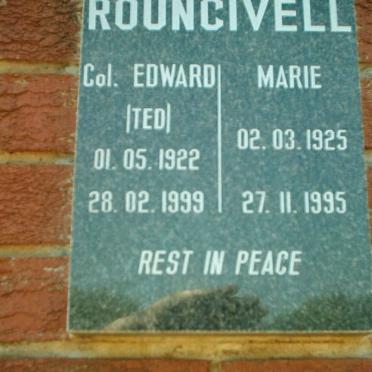 ROUNCIVELL
Col. EDWARD
(TED)
01.05.1922
28.02.1999
MARIE
02.03.1925
27.11.1995
REST IN PEACE